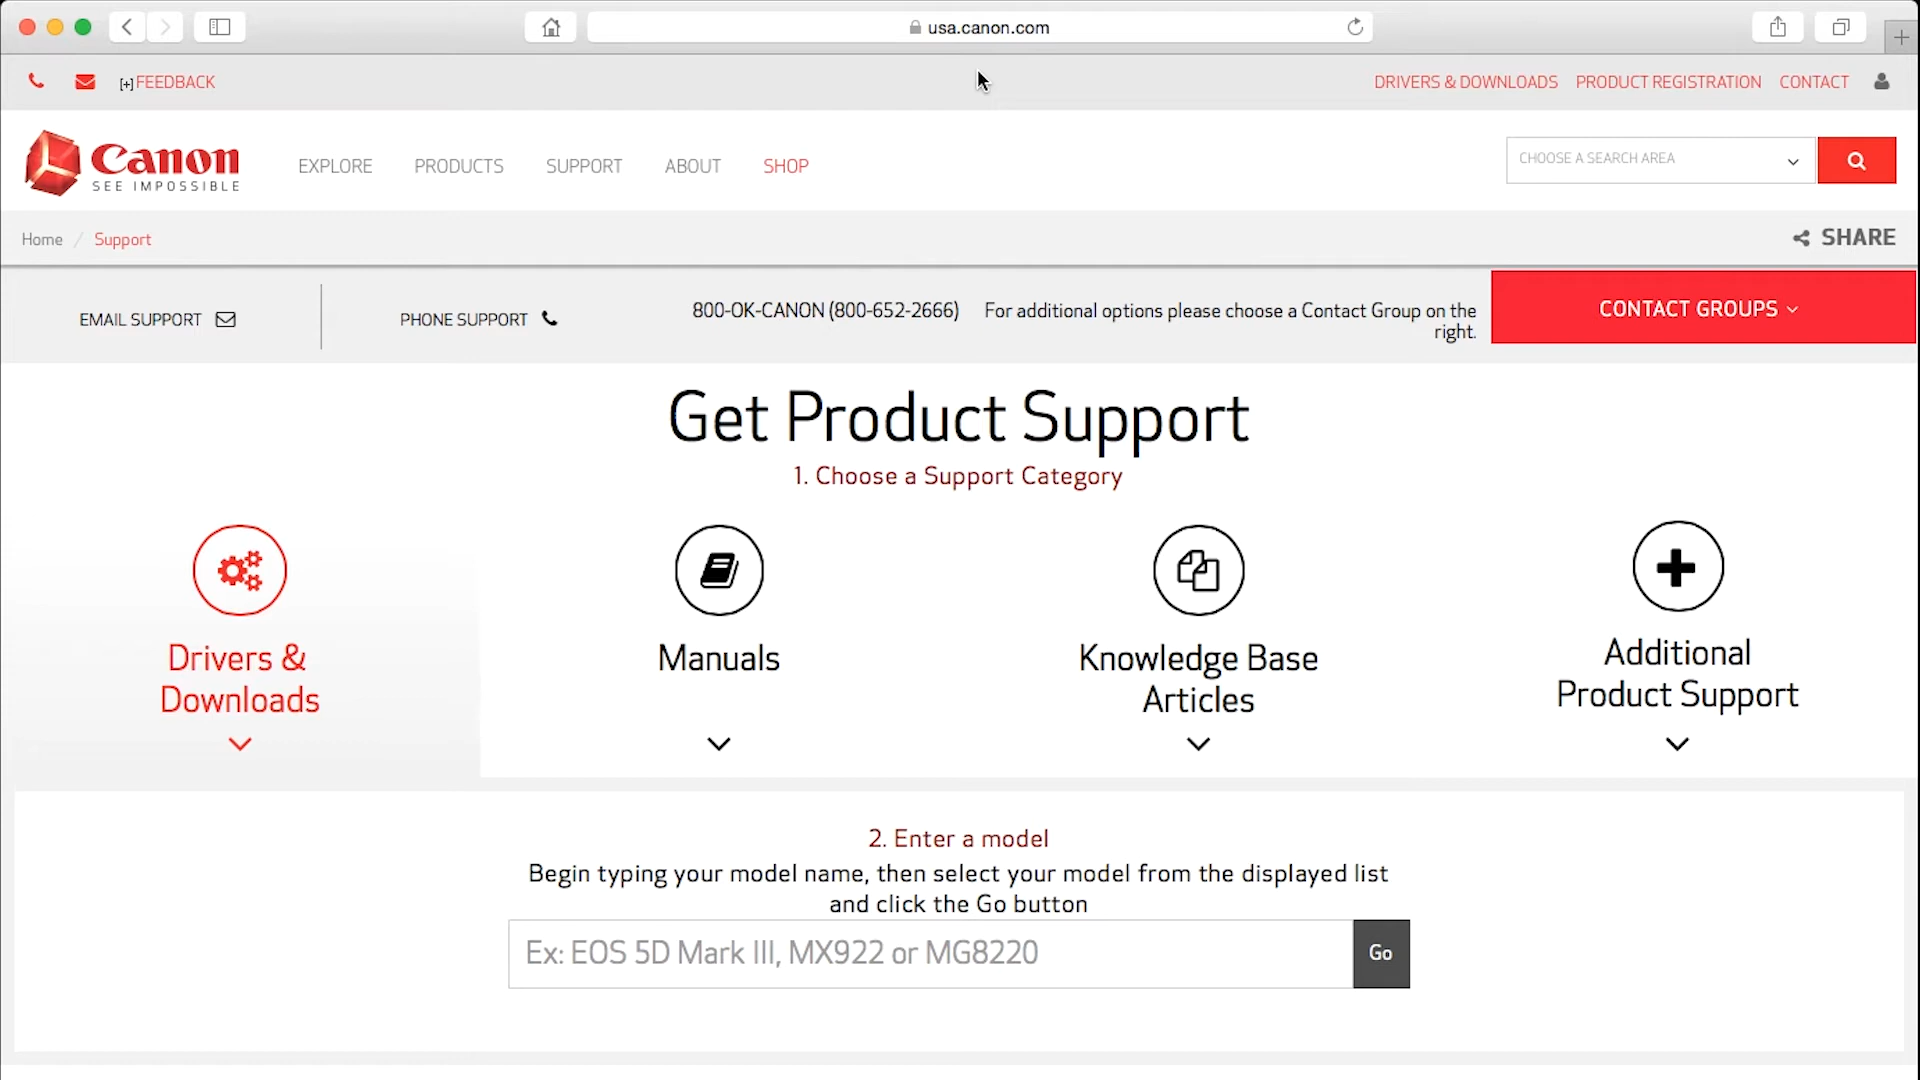 usa.canon.com
[+] FEEDBACK
DRIVERS & DOWNLOADS PRODUCT REGISTRATION CONTACT
Canon
SEE IMPOSSIBLE
EXPLORE PRODUCTS SUPPORT ABOUT SHOP
CHOOSE A SEARCH AREA
Home / Support
SHARE
EMAIL SUPPORT
PHONE SUPPORT
800-OK-CANON (800-652-2666)
For additional options please choose a Contact Group on the
right.
CONTACT GROUPS
Get Product Support
1. Choose a Support Category
Drivers &
Downloads
Manuals
Knowledge Base
Articles
Additional
Product Support
2. Enter a model
Begin typing your model name, then select your model from the displayed list
and click the Go button
Ex: EOS 5D Mark III, MX922 or MG8220
Go